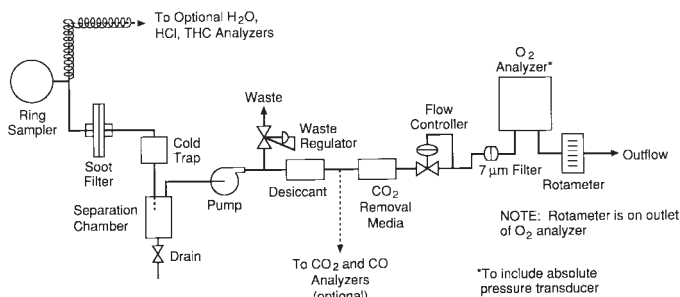 To Optional H2O,
HCl, THC Analyzers
O2
Analyzer*
Waste
Flow
Controller
Ring
Sampler
Cold
Trap
Waste
Regulator
Outflow
Soot
Filter
7 μm Filter
Desiccant
CO2
Removal
Media
Rotameter
Pump
Separation
Chamber
NOTE: Rotameter is on outlet
of O2 analyzer
Drain
To CO2 and CO
Analyzers
(optional)
*To include absolute
pressure transducer